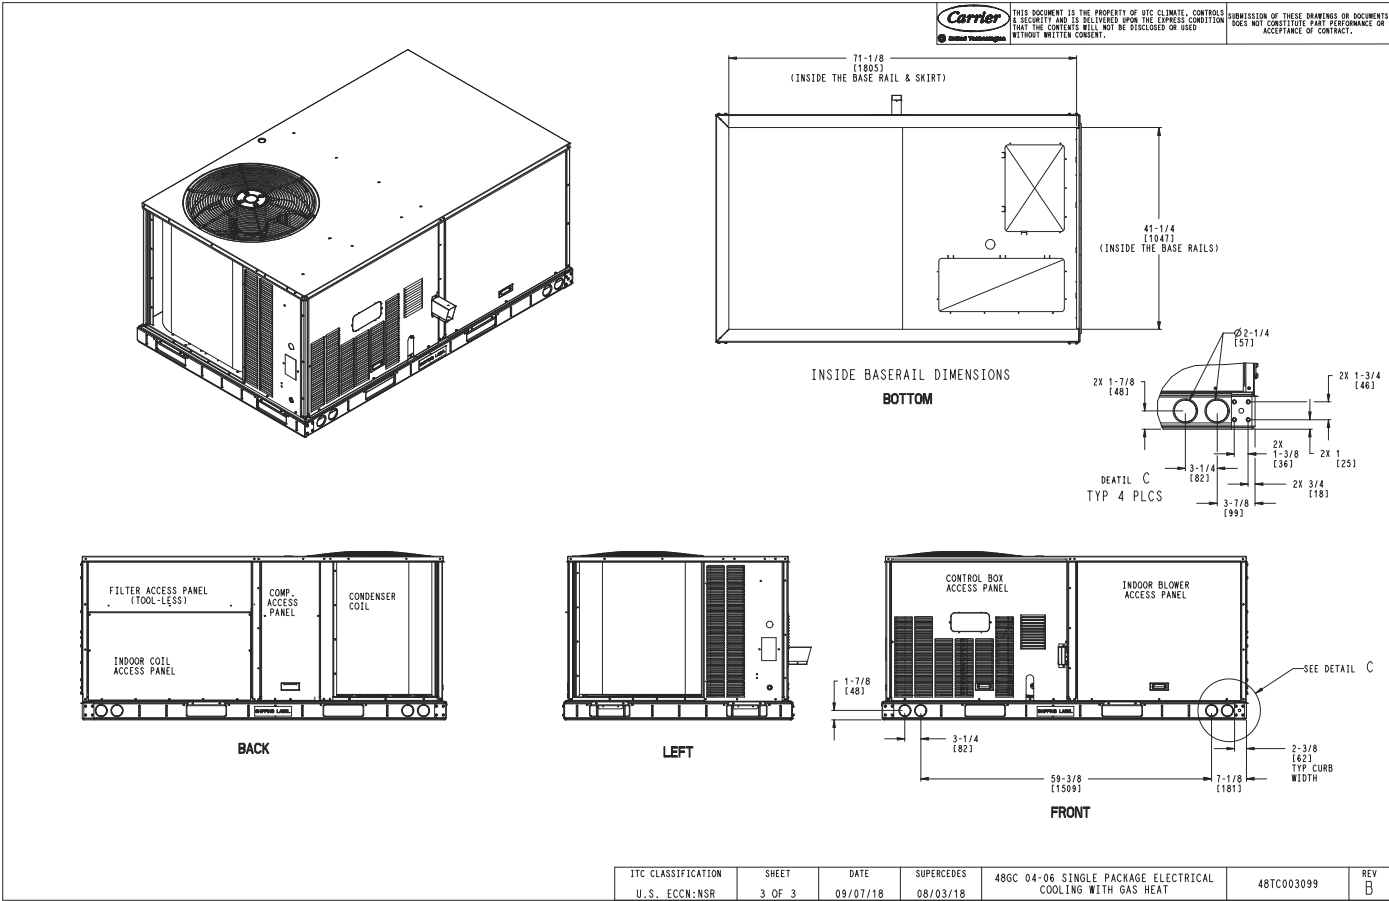 Carrier
United Technologies
THIS DOCUMENT IS THE PROPERTY OF UTC CLIMATE, CONTROLS
& SECURITY AND IS DELIVERED UPON THE EXPRESS CONDITION
THAT THE CONTENTS WILL NOT BE DISCLOSED OR USED
WITHOUT WRITTEN CONSENT.
SUBMISSION OF THESE DRAWINGS OR DOCUMENTS
DOES NOT CONSTITUTE PART PERFORMANCE OR
ACCEPTANCE OF CONTRACT.
71-1/8
[1805]
(INSIDE THE BASE RAIL & SKIRT)
41-1/4
[1047]
(INSIDE THE BASE RAILS)
INSIDE BASERAIL DIMENSIONS
BOTTOM
Ø2-1/4
[57]
2X 1-7/8
[48]
2X 1-3/4
[46]
2X
1-3/8
[36]
2X 1
[25]
3-1/4
[82]
2X 3/4
[18]
3-7/8
[99]
DEATIL C
TYP 4 PLCS
SHIPPING LABEL
FILTER ACCESS PANEL
(TOOL-LESS)
COMP.
ACCESS
PANEL
CONDENSER
COIL
INDOOR COIL
ACCESS PANEL
SHIPPING LABEL
BACK
LEFT
CONTROL BOX
ACCESS PANEL
INDOOR BLOWER
ACCESS PANEL
SHIPPING LABEL
SEE DETAIL C
1-7/8
[48]
3-1/4
[82]
2-3/8
[62]
TYP CURB
WIDTH
59-3/8
[1509]
7-1/8
[181]
FRONT
ITC CLASSIFICATION
U.S. ECCN:NSR
SHEET
3 OF 3
DATE
09/07/18
SUPERCEDES
08/03/18
48GC 04-06 SINGLE PACKAGE ELECTRICAL
COOLING WITH GAS HEAT
48TC003099
REV
B